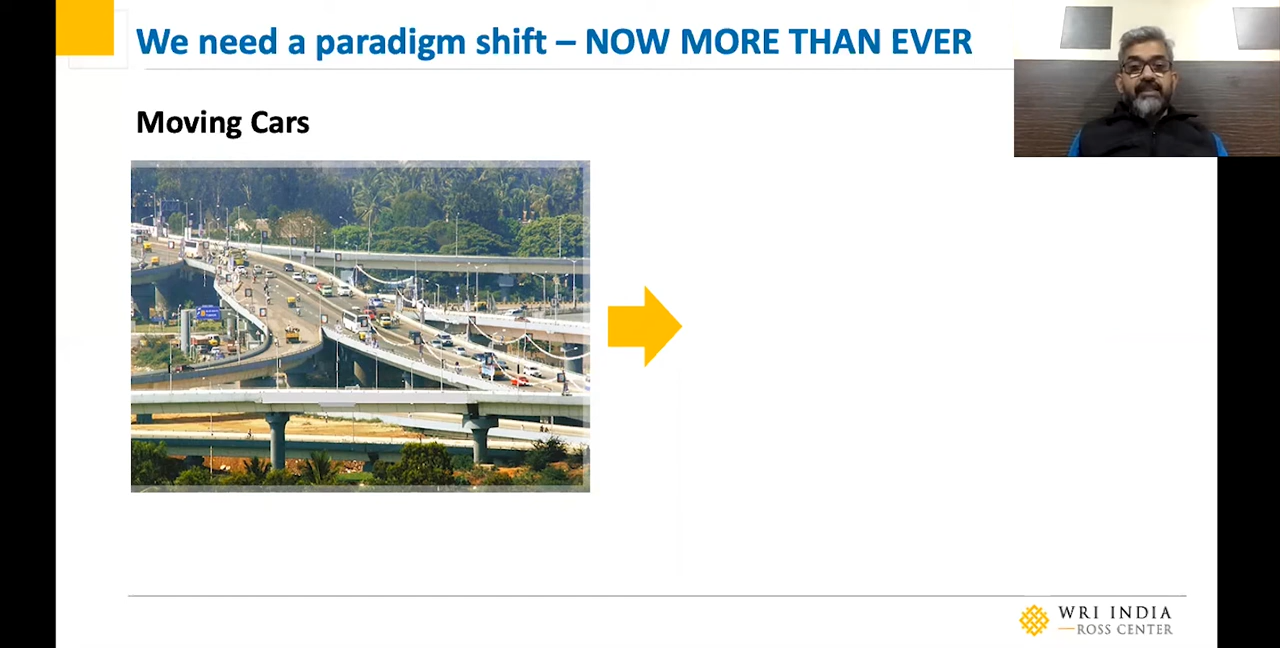 We need a paradigm shift – NOW MORE THAN EVER
Moving Cars
WRI INDIA
ROSS CENTER